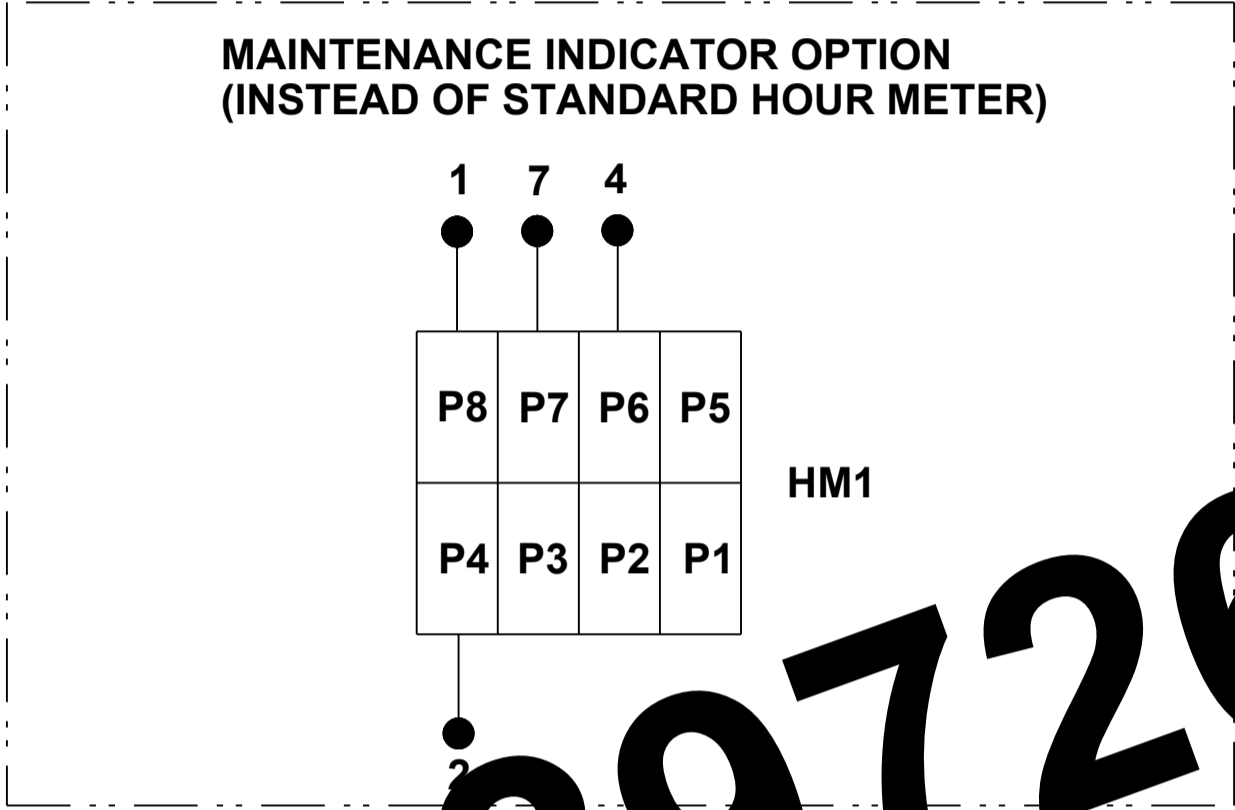 MAINTENANCE INDICATOR OPTION
(INSTEAD OF STANDARD HOUR METER)
1 7 4
P8 P7 P6 P5
HM1
P4 P3 P2 P1
2